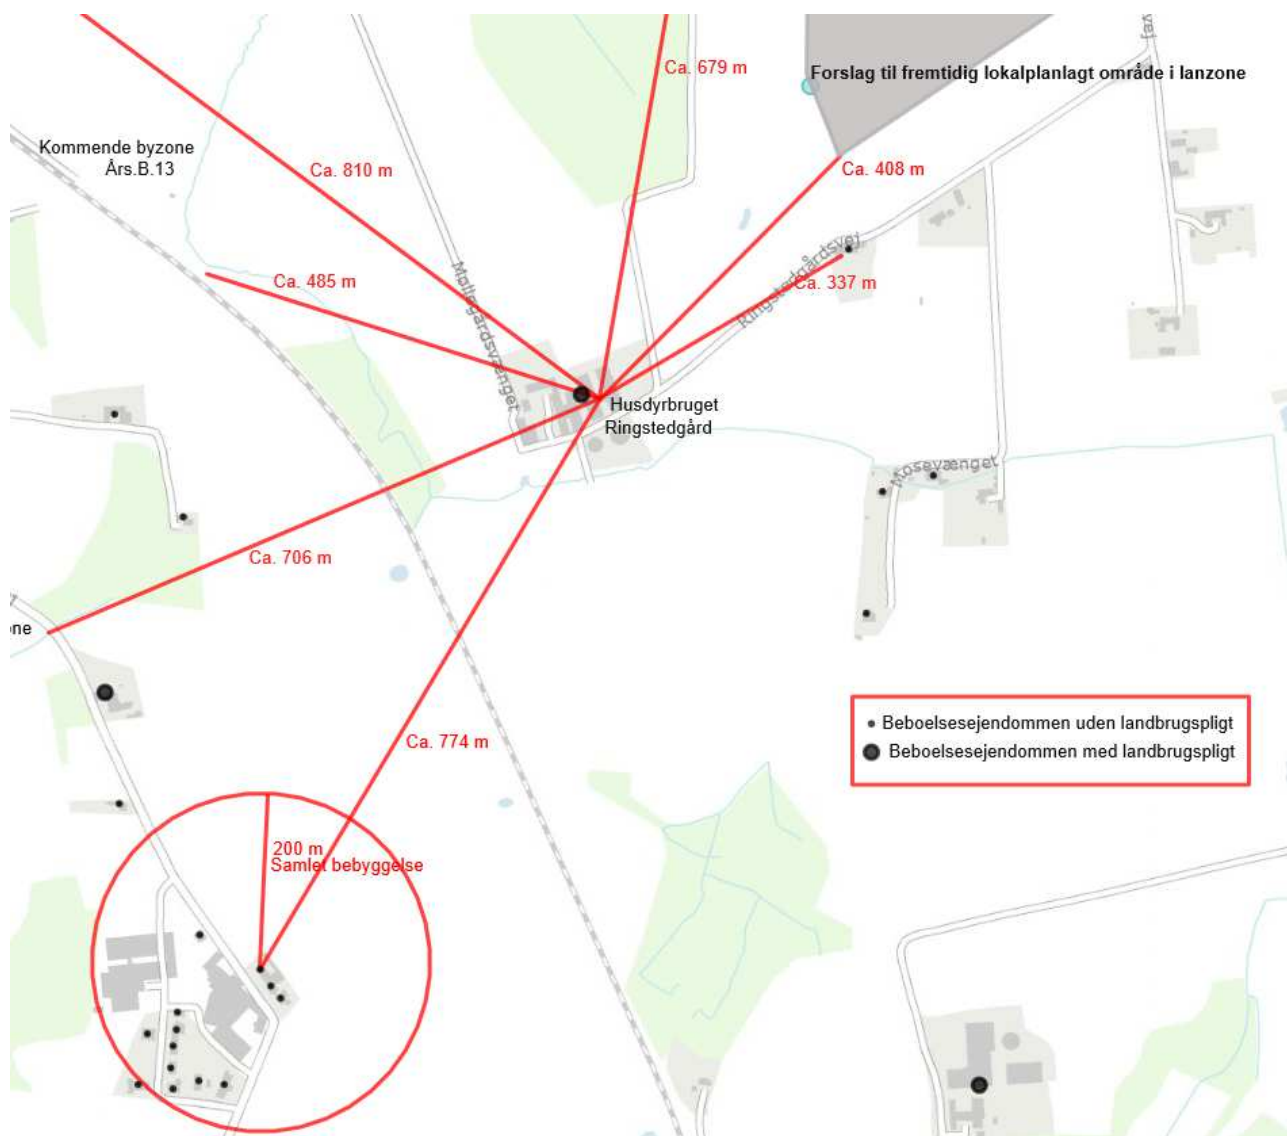 Ca. 679 m
Forslag til fremtidig lokalplanlagt område i lanzone
Kommende byzone
Års.B.13
Ca. 810 m
Ca. 408 m
Ca. 485 m
Møllegårdsvænget
Ringstedgårdsvej
Ca. 337 m
Husdyrbruget
Ringstedgård
Mosevænget
Ca. 706 m
one
Ca. 774 m
Beboelsesejendommen uden landbrugspligt
Beboelsesejendommen med landbrugspligt
200 m
Samlet bebyggelse